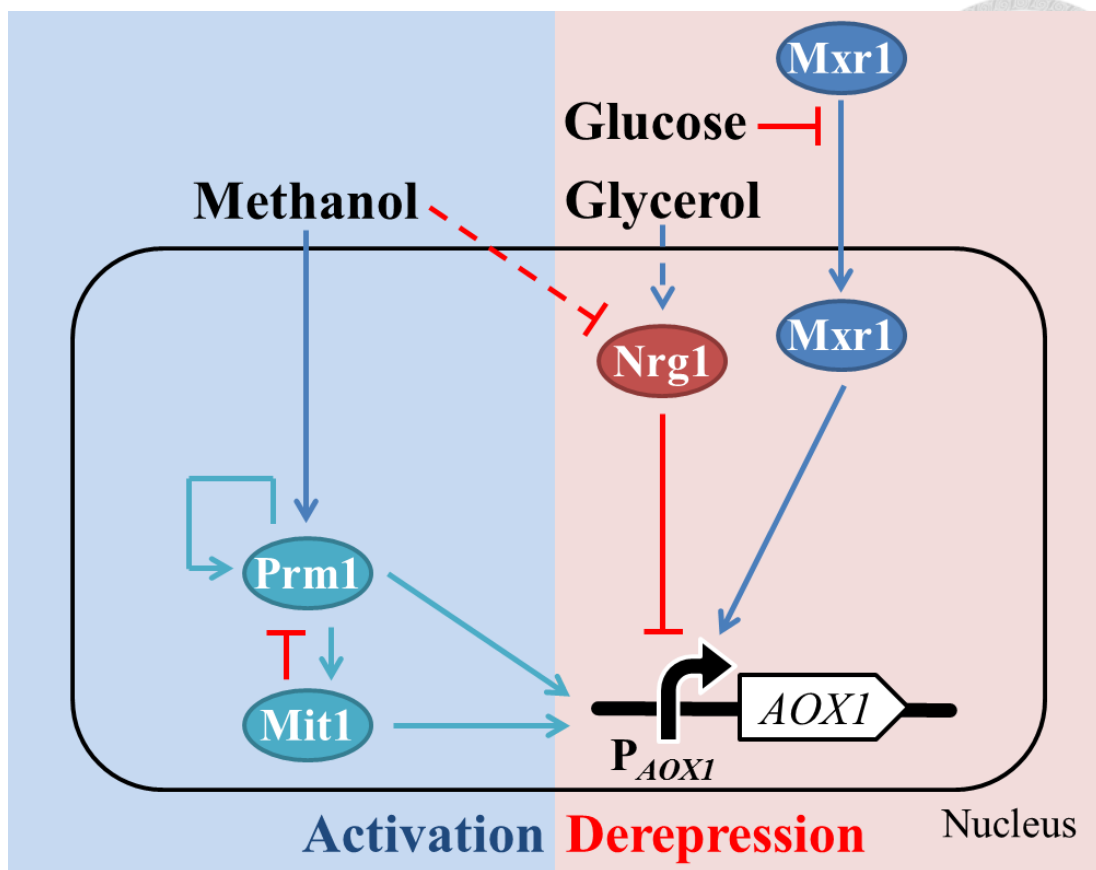 Mxr1
Glucose
Methanol
Glycerol
Mxr1
Nrg1
Prm1
Mit1
AOX1
PAOX1
Activation
Derepression
Nucleus